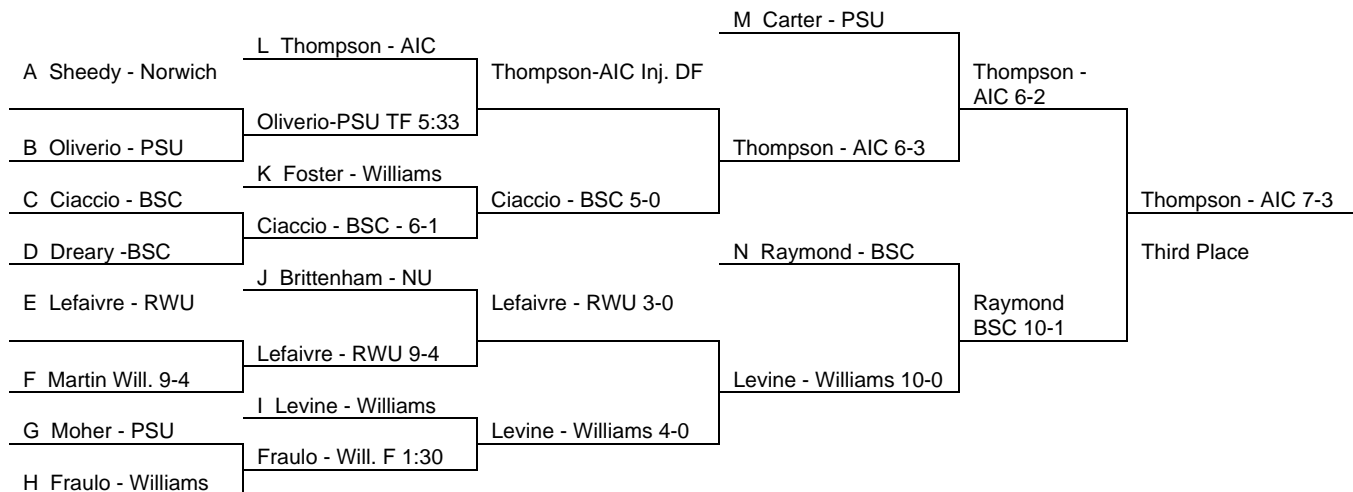 M Carter - PSU
L Thompson - AIC
A Sheedy - Norwich
Thompson-AIC Inj. DF
Thompson -
AIC 6-2
Oliverio-PSU TF 5:33
B Oliverio - PSU
Thompson - AIC 6-3
K Foster - Williams
C Ciaccio - BSC
Ciaccio - BSC 5-0
Thompson - AIC 7-3
Ciaccio - BSC - 6-1
D Dreary -BSC
N Raymond - BSC
Third Place
J Brittenham - NU
E Lefaivre - RWU
Lefaivre - RWU 3-0
Raymond
BSC 10-1
Lefaivre - RWU 9-4
F Martin Will. 9-4
Levine - Williams 10-0
I Levine - Williams
G Moher - PSU
Levine - Williams 4-0
Fraulo - Will. F 1:30
H Fraulo - Williams